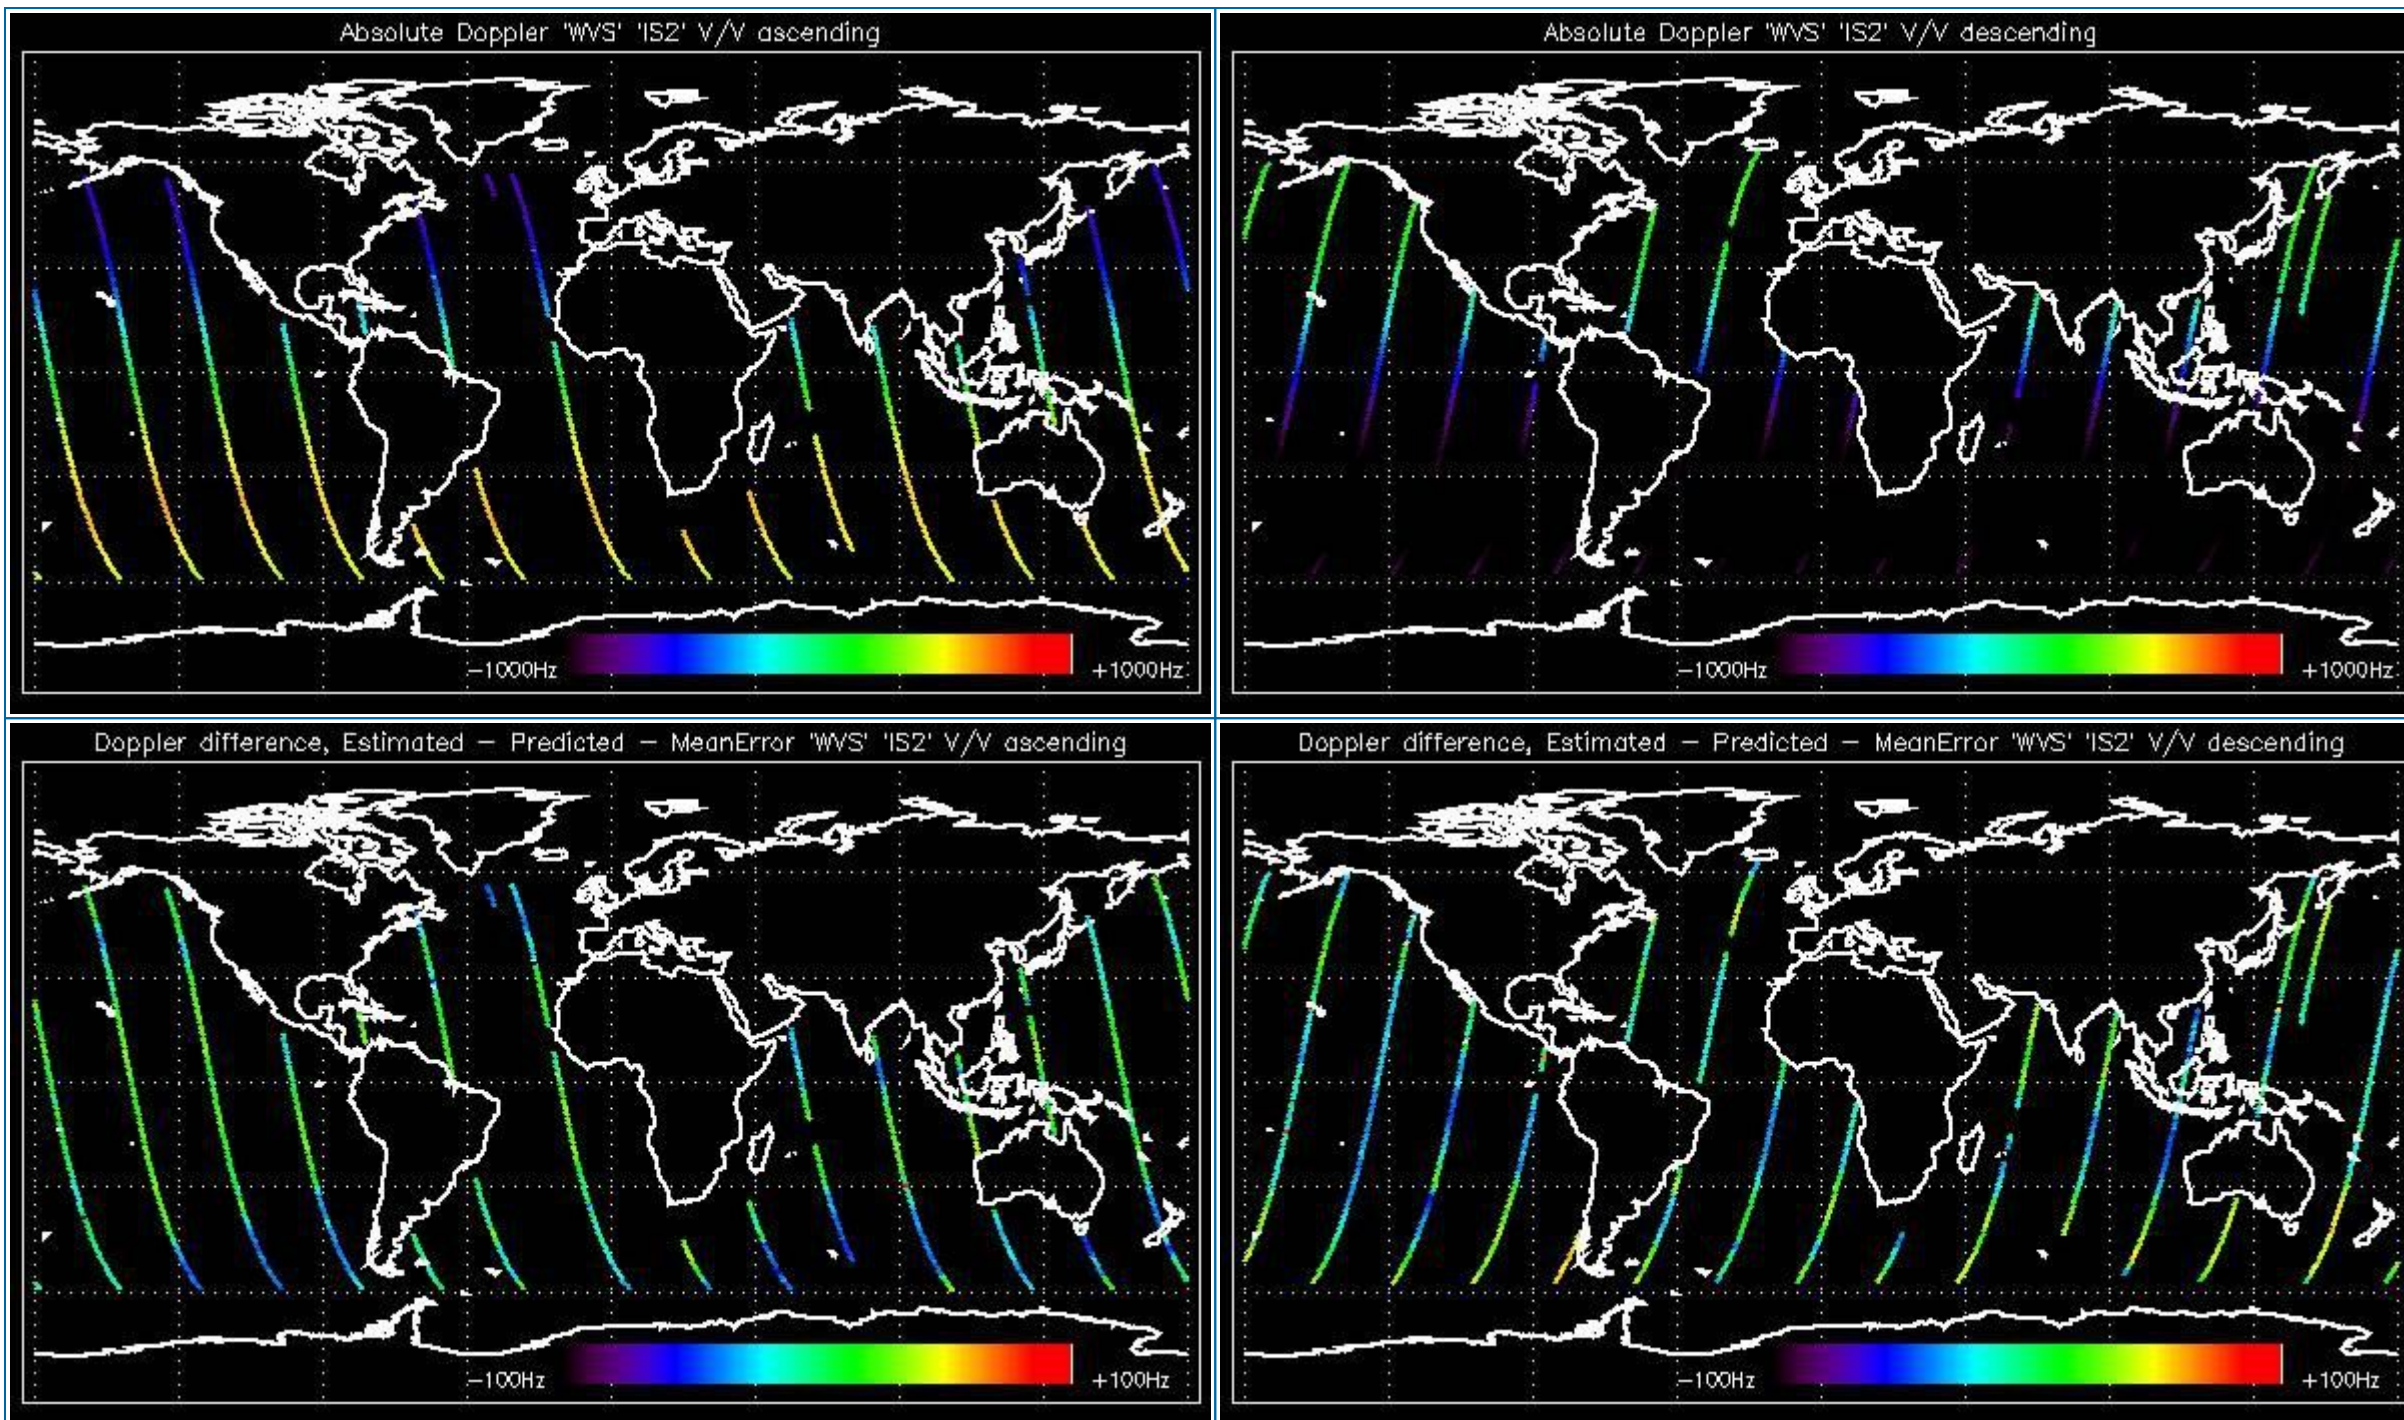 Absolute Doppler 'WVS' 'IS2' V/V ascending
-1000Hz
+1000Hz
Absolute Doppler 'WVS' 'IS2' V/V descending
-1000Hz
+1000Hz
Doppler difference, Estimated - Predicted - MeanError 'WVS' 'IS2' V/V ascending
-100Hz
+100Hz
Doppler difference, Estimated - Predicted - MeanError 'WVS' 'IS2' V/V descending
-100Hz
+100Hz